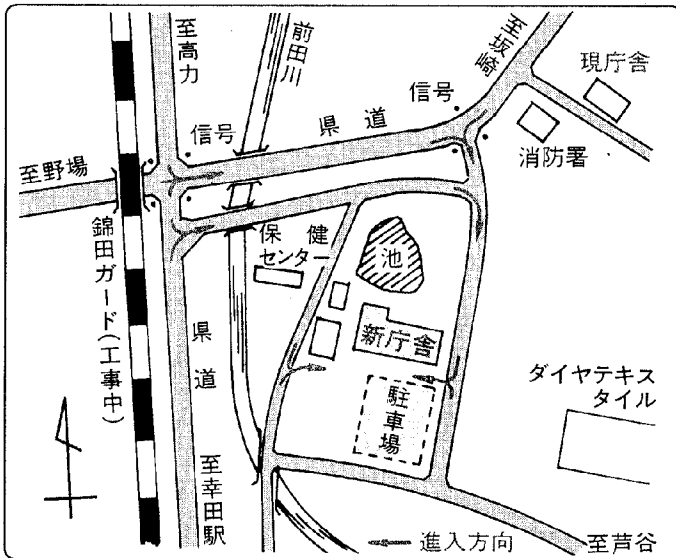 至高力
前田川
至坂崎
現庁舎
信号
県道
信号
消防署
至野場
保健
センター
池
錦田ガード(工事中)
新庁舎
県道
駐車場
ダイヤテキス
タイル
至幸田駅
進入方向
至芦谷